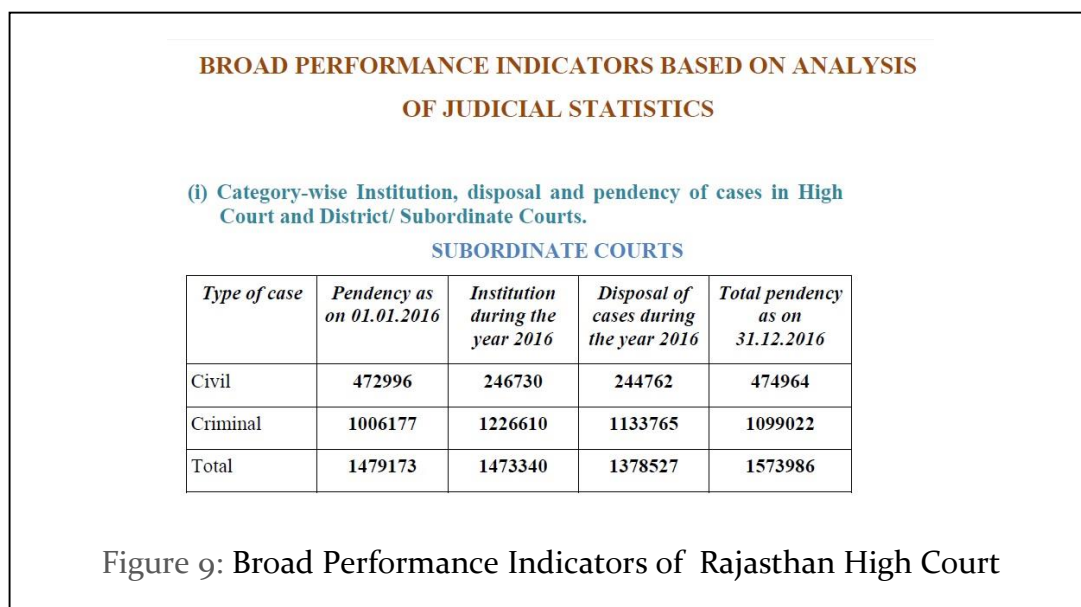 BROAD PERFORMANCE INDICATORS BASED ON ANALYSIS
OF JUDICIAL STATISTICS
(i) Category-wise Institution, disposal and pendency of cases in High
Court and District/ Subordinate Courts.
SUBORDINATE COURTS
Type of case Pendency as on 01.01.2016 Institution during the year 2016 Disposal of cases during the year 2016 Total pendency as on 31.12.2016
Civil 472996 246730 244762 474964
Criminal 1006177 1226610 1133765 1099022
Total 1479173 1473340 1378527 1573986
Figure 9: Broad Performance Indicators of Rajasthan High Court